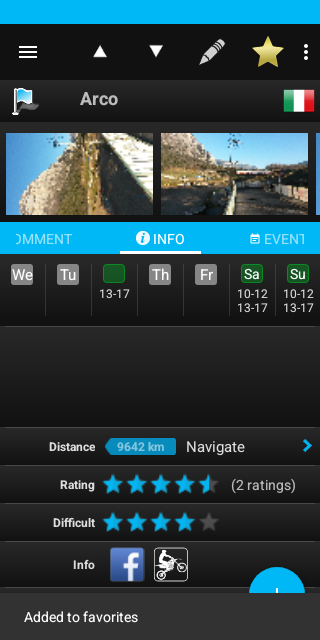 Arco
OMMENT
INFO
EVENT
We
Tu
Th
Fr
Sa
Su
13-17
10-12
10-12
13-17
13-17
Distance
9642 km
Navigate
Rating
(2 ratings)
Difficult
Info
Added to favorites